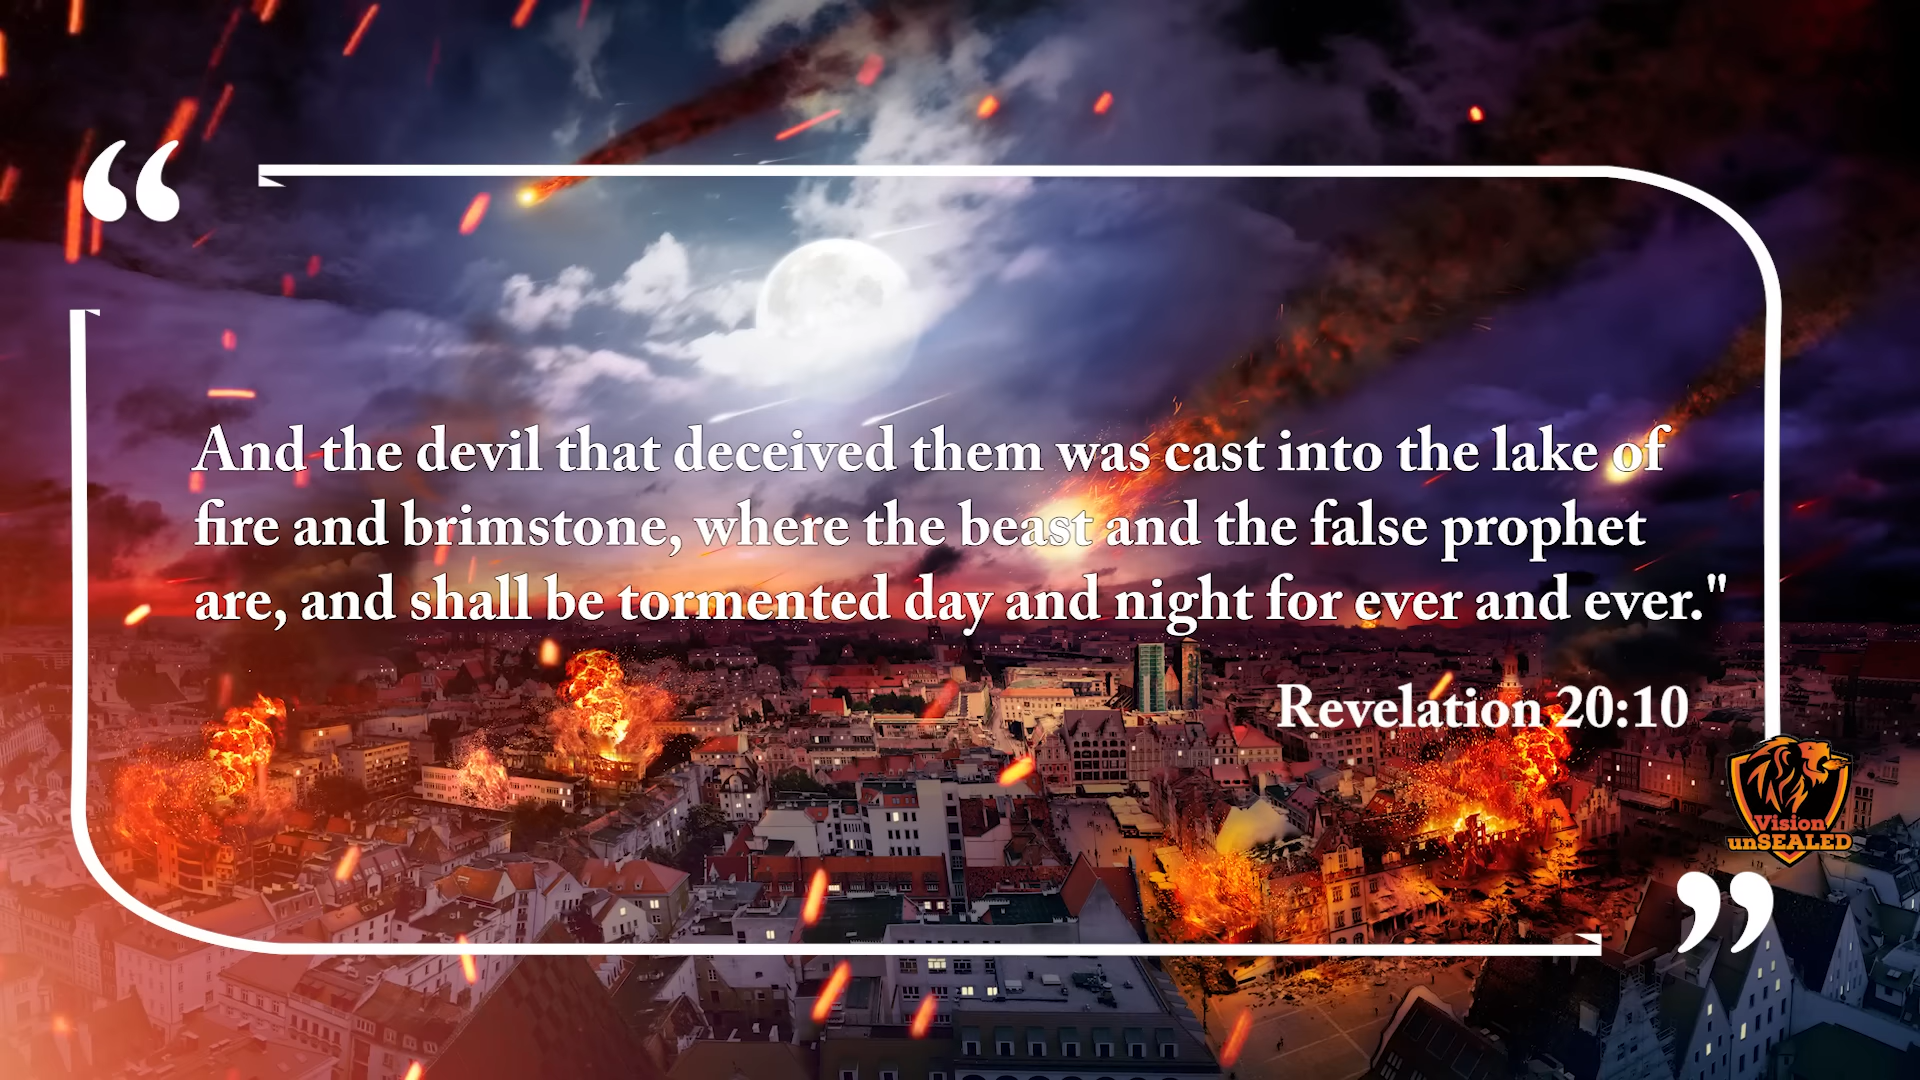 “
And the devil that deceived them was cast into the lake of
fire and brimstone, where the beast and the false prophet
are, and shall be tormented day and night for ever and ever."
Revelation 20:10
Vision
unSEALED
”